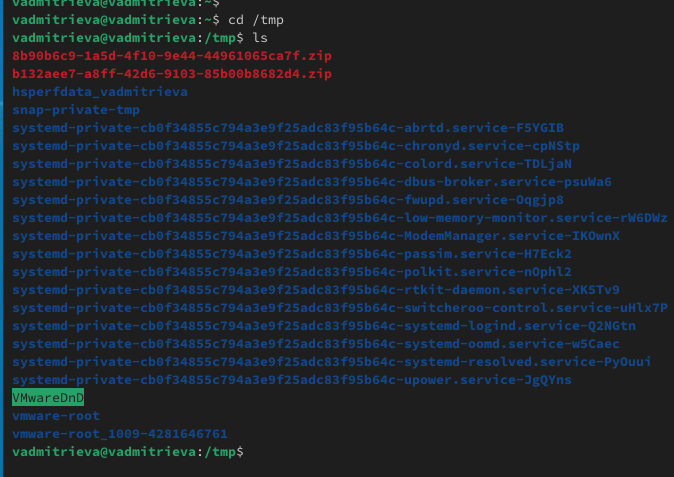 vadmitrieva@vadmitrieva:~$
vadmitrieva@vadmitrieva:~$ cd /tmp
vadmitrieva@vadmitrieva:/tmp$ ls
8b90b6c9-1a5d-4f10-9e44-44961065ca7f.zip
b132aee7-a8ff-42d6-9103-85b00b8682d4.zip
hsperfdata_vadmitrieva
snap-private-tmp
systemd-private-cb0f34855c794a3e9f25adc83f95b64c-abrtd.service-F5YGIB
systemd-private-cb0f34855c794a3e9f25adc83f95b64c-chronyd.service-cpNStp
systemd-private-cb0f34855c794a3e9f25adc83f95b64c-colord.service-TDLjaN
systemd-private-cb0f34855c794a3e9f25adc83f95b64c-dbus-broker.service-psuWa6
systemd-private-cb0f34855c794a3e9f25adc83f95b64c-fwupd.service-Oqgjp8
systemd-private-cb0f34855c794a3e9f25adc83f95b64c-low-memory-monitor.service-rW6DWz
systemd-private-cb0f34855c794a3e9f25adc83f95b64c-ModemManager.service-IKOwnX
systemd-private-cb0f34855c794a3e9f25adc83f95b64c-passim.service-H7Eck2
systemd-private-cb0f34855c794a3e9f25adc83f95b64c-polkit.service-nOphl2
systemd-private-cb0f34855c794a3e9f25adc83f95b64c-rtkit-daemon.service-XK5Tv9
systemd-private-cb0f34855c794a3e9f25adc83f95b64c-switcheroo-control.service-uHlx7P
systemd-private-cb0f34855c794a3e9f25adc83f95b64c-systemd-logind.service-Q2NGtn
systemd-private-cb0f34855c794a3e9f25adc83f95b64c-systemd-oomd.service-w5Caec
systemd-private-cb0f34855c794a3e9f25adc83f95b64c-systemd-resolved.service-PyOuui
systemd-private-cb0f34855c794a3e9f25adc83f95b64c-upower.service-JgQYns
VMwareDnD
vmware-root
vmware-root_1009-4281646761
vadmitrieva@vadmitrieva:/tmp$